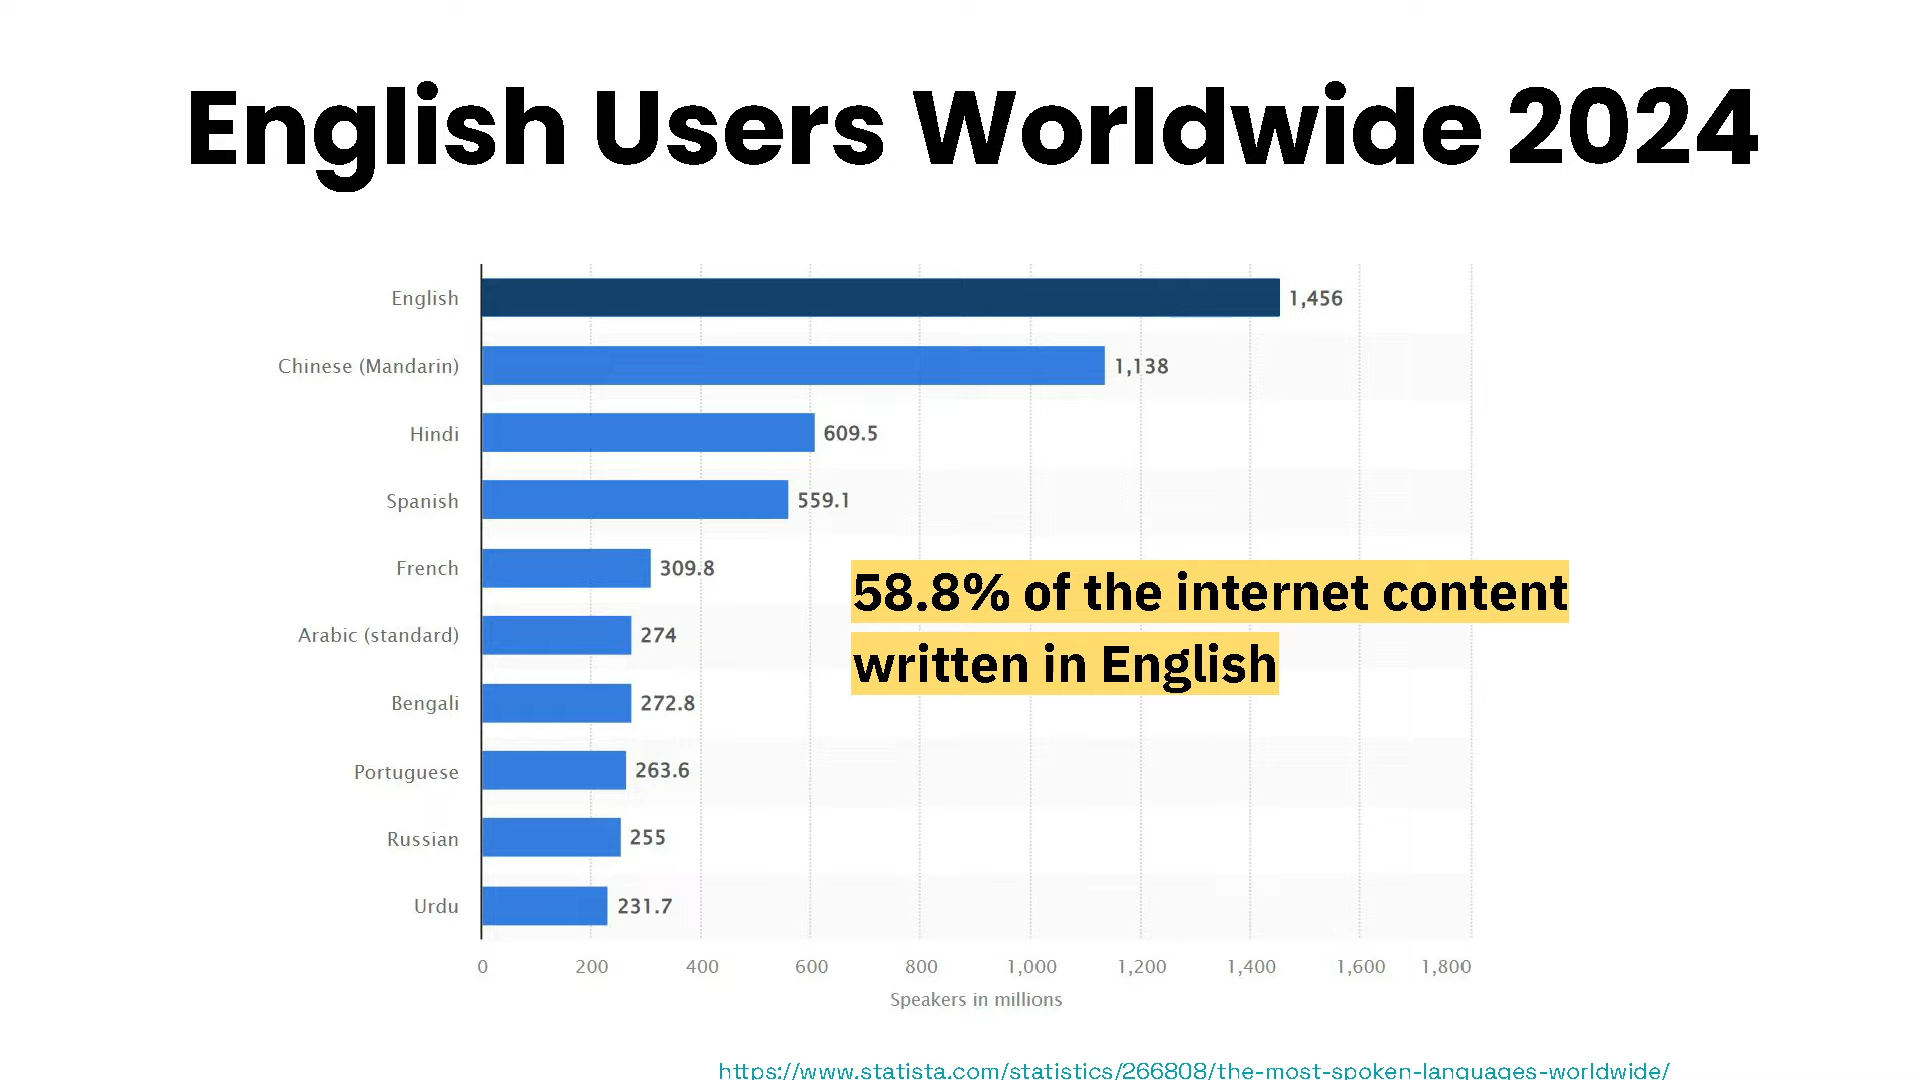 English Users Worldwide 2024
English 1,456
Chinese (Mandarin) 1,138
Hindi 609.5
Spanish 559.1
French 309.8
58.8% of the internet content
written in English
Arabic (standard) 274
Bengali 272.8
Portuguese 263.6
Russian 255
Urdu 231.7
0 200 400 600 800 1,000 1,200 1,400 1,600 1,800
Speakers in millions
https://www.statista.com/statistics/266808/the-most-spoken-languages-worldwide/